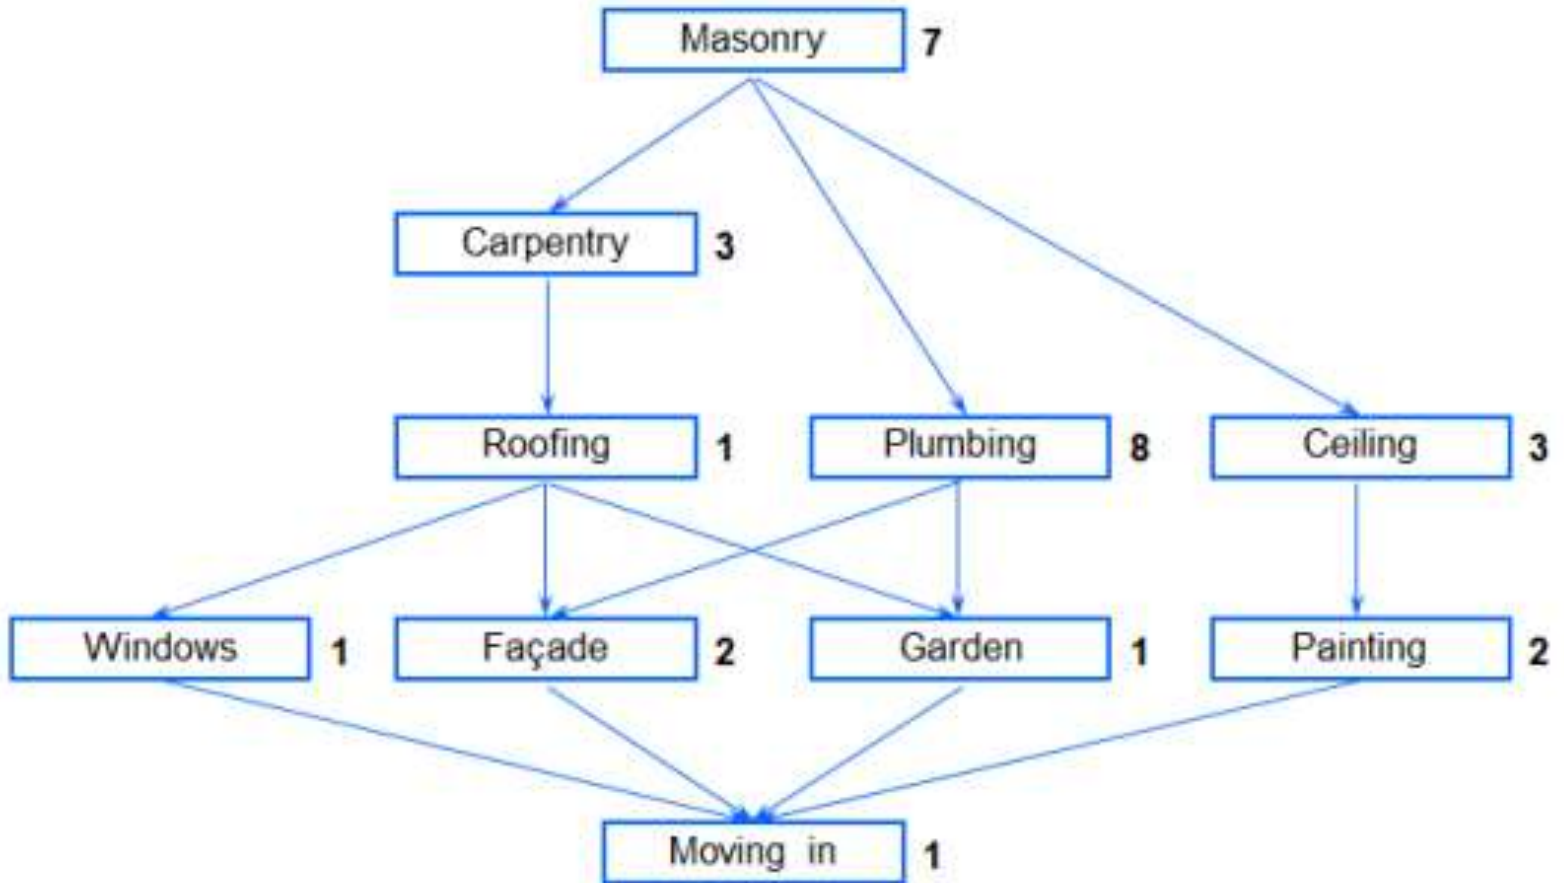 Masonry 7
Carpentry 3
Roofing 1 Plumbing 8 Ceiling 3
Windows 1 Façade 2 Garden 1 Painting 2
Moving in 1